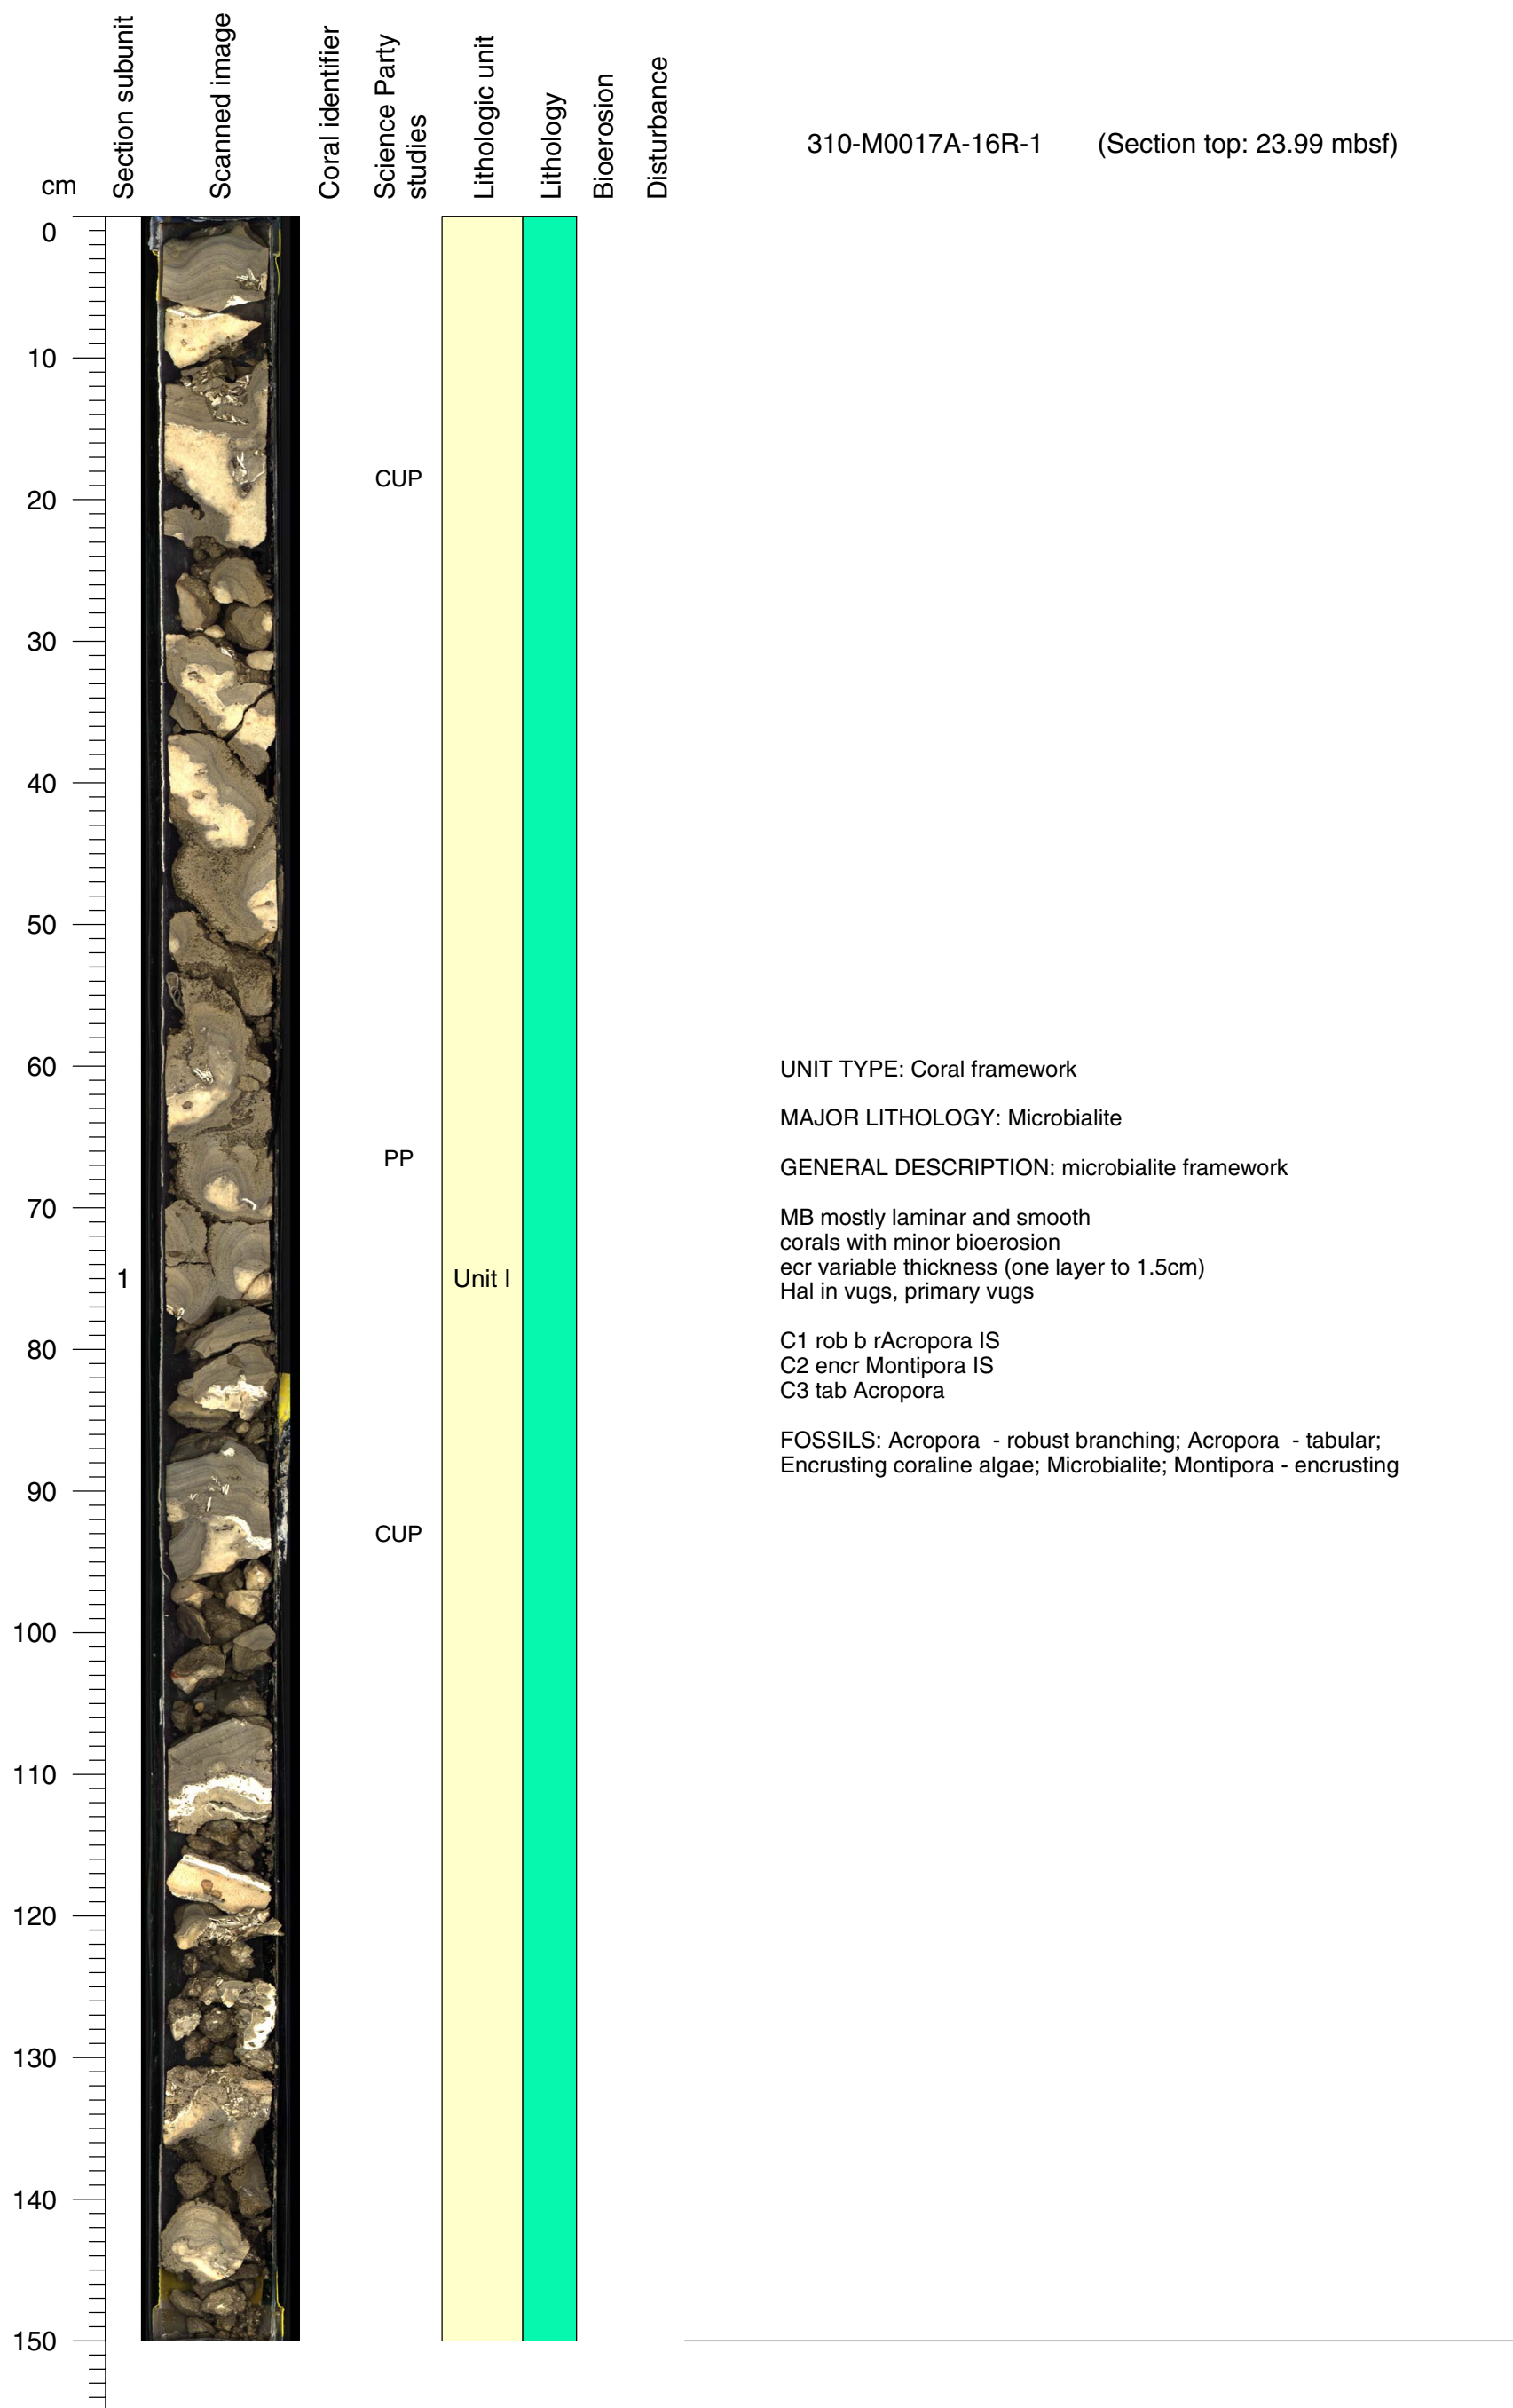 Section subunit
Scanned image
Coral identifier
Science Party
studies
Lithologic unit
Lithology
Bioerosion
Disturbance
310-M0017A-16R-1 (Section top: 23.99 mbsf)
cm
0
10
CUP
20
30
40
50
60
UNIT TYPE: Coral framework
MAJOR LITHOLOGY: Microbialite
PP
GENERAL DESCRIPTION: microbialite framework
70
MB mostly laminar and smooth
corals with minor bioerosion
1
Unit I
ecr variable thickness (one layer to 1.5cm)
Hal in vugs, primary vugs
80
C1 rob b rAcropora IS
C2 encr Montipora IS
C3 tab Acropora
FOSSILS: Acropora - robust branching; Acropora - tabular;
Encrusting coraline algae; Microbialite; Montipora - encrusting
90
CUP
100
110
120
130
140
150